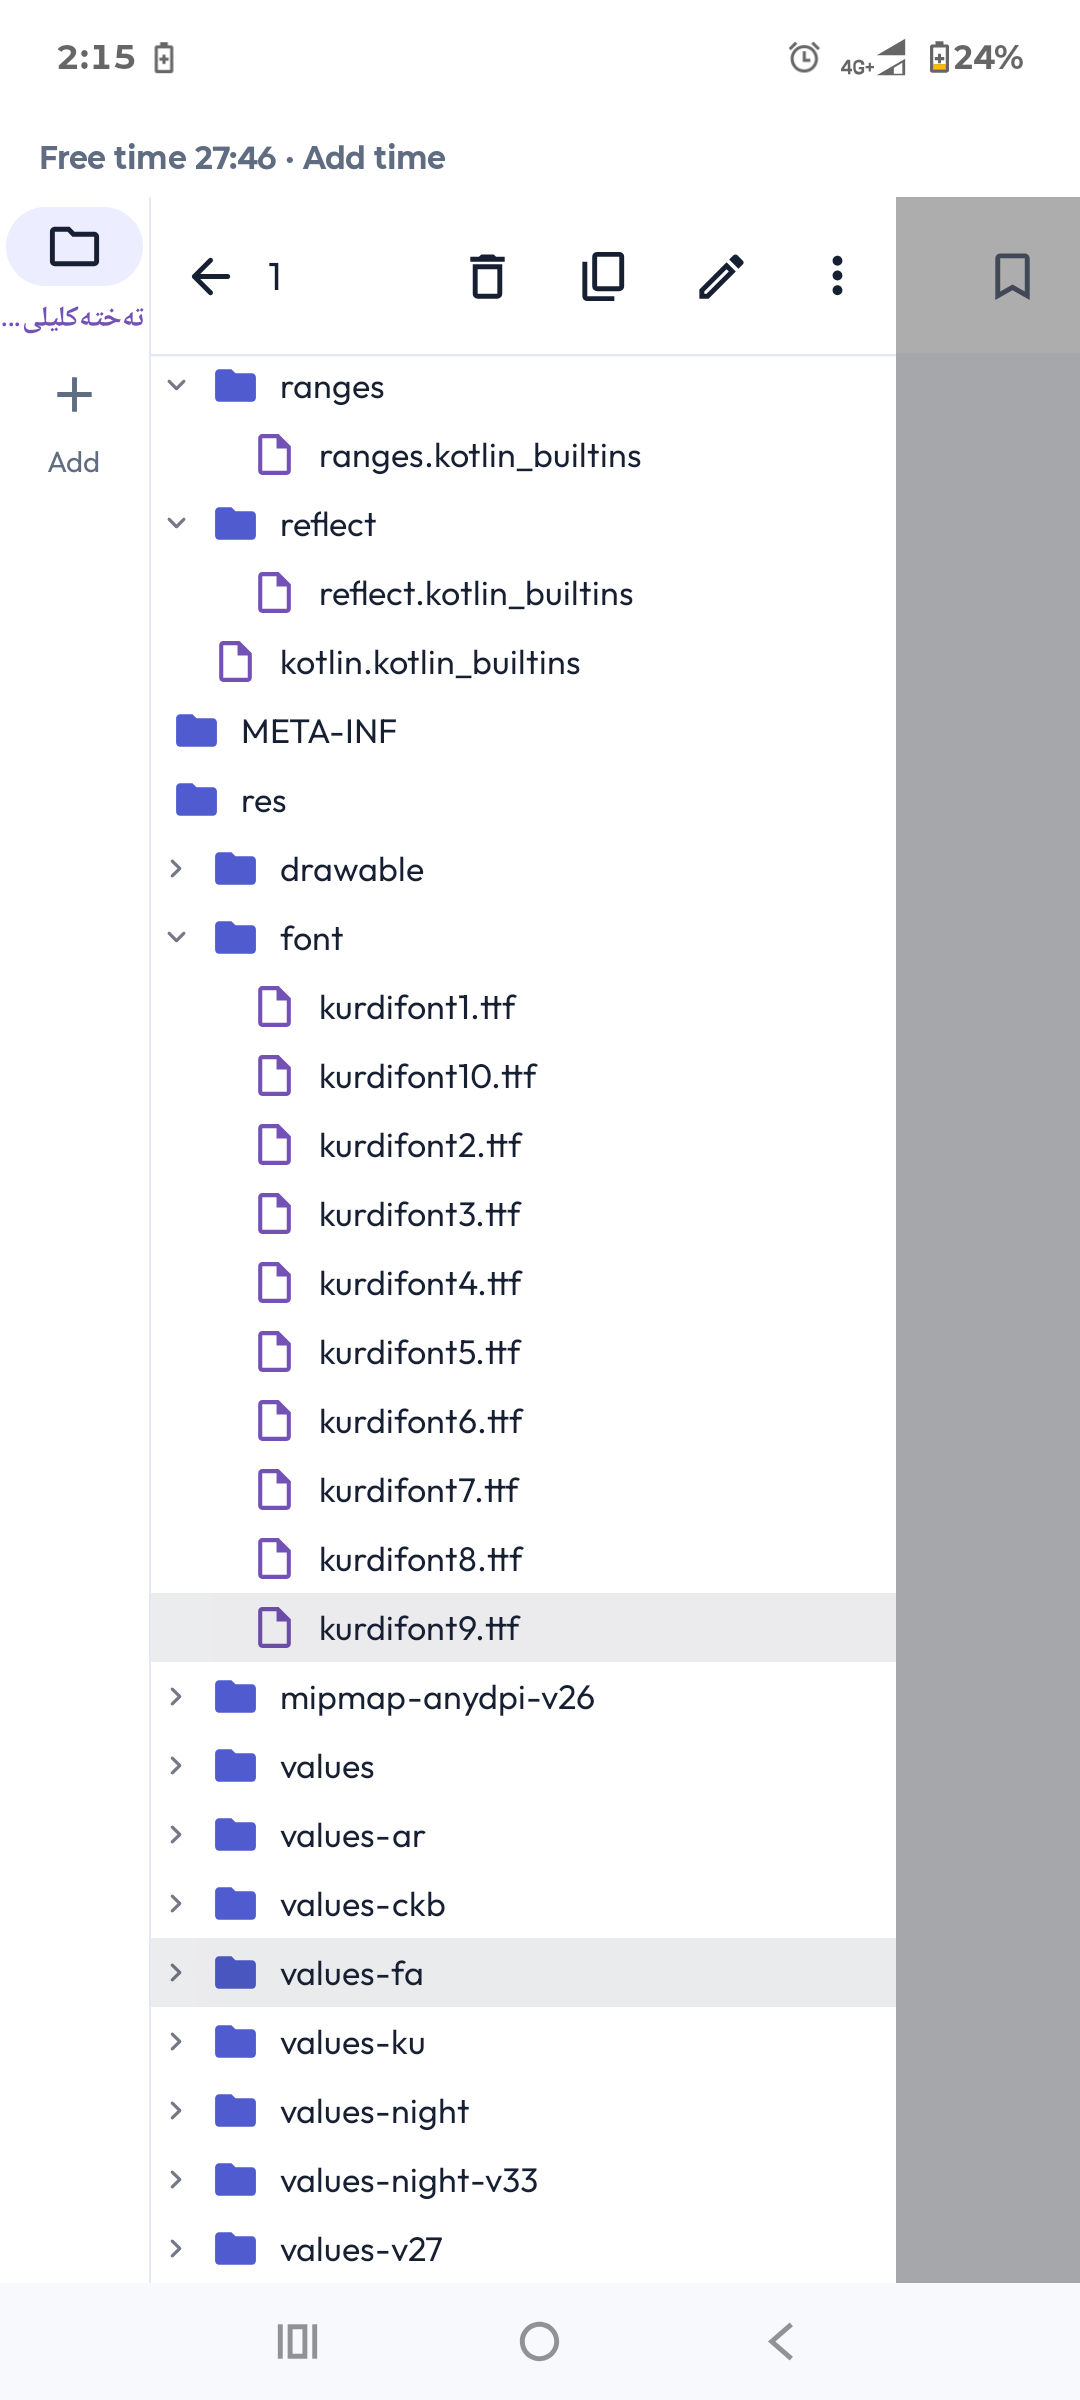 2:15
4G+
24%
Free time 27:46 · Add time
تەختەکلیلی...
Add
1
ranges
ranges.kotlin_builtins
reflect
reflect.kotlin_builtins
kotlin.kotlin_builtins
META-INF
res
drawable
font
kurdifont1.ttf
kurdifont10.ttf
kurdifont2.ttf
kurdifont3.ttf
kurdifont4.ttf
kurdifont5.ttf
kurdifont6.ttf
kurdifont7.ttf
kurdifont8.ttf
kurdifont9.ttf
mipmap-anydpi-v26
values
values-ar
values-ckb
values-fa
values-ku
values-night
values-night-v33
values-v27